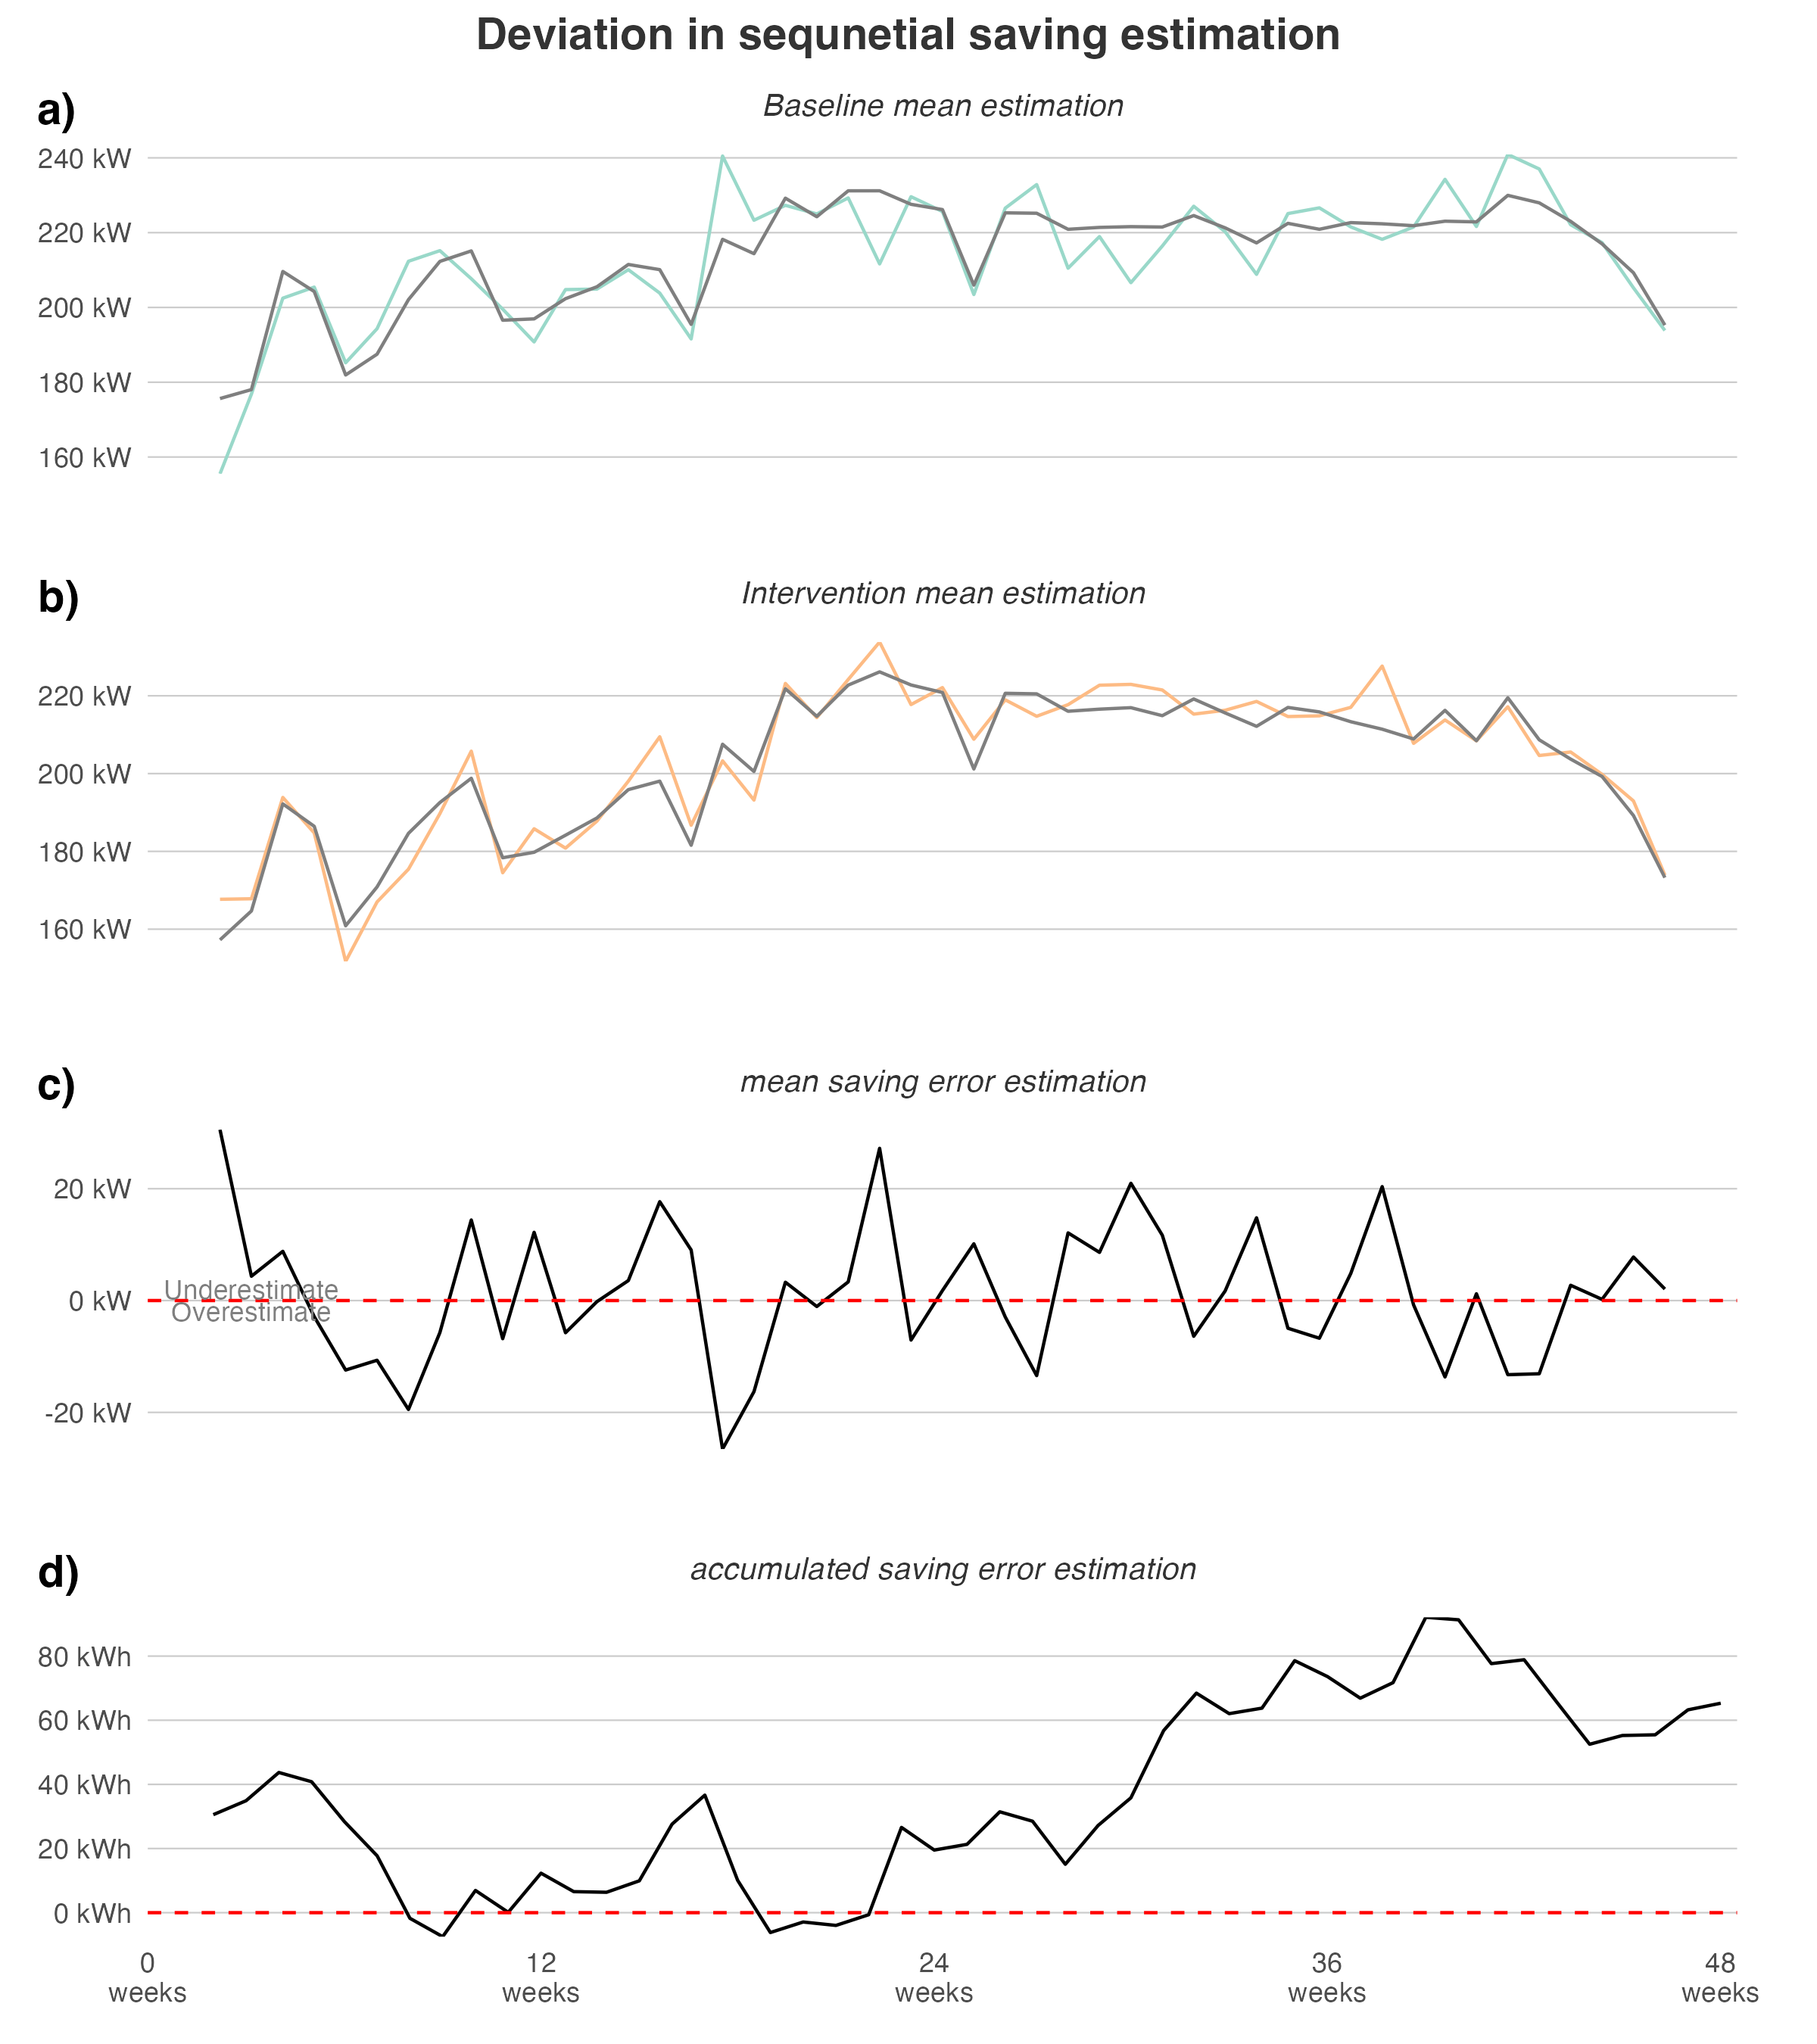 Deviation in sequnetial saving estimation
a)
Baseline mean estimation
240 kW
220 kW
200 kW
180 kW
160 kW
b)
Intervention mean estimation
220 kW
200 kW
180 kW
160 kW
c)
mean saving error estimation
20 kW
Underestimate
0 kW
Overestimate
-20 kW
d)
accumulated saving error estimation
80 kWh
60 kWh
40 kWh
20 kWh
0 kWh
0 12 24 36 48
weeks weeks weeks weeks weeks